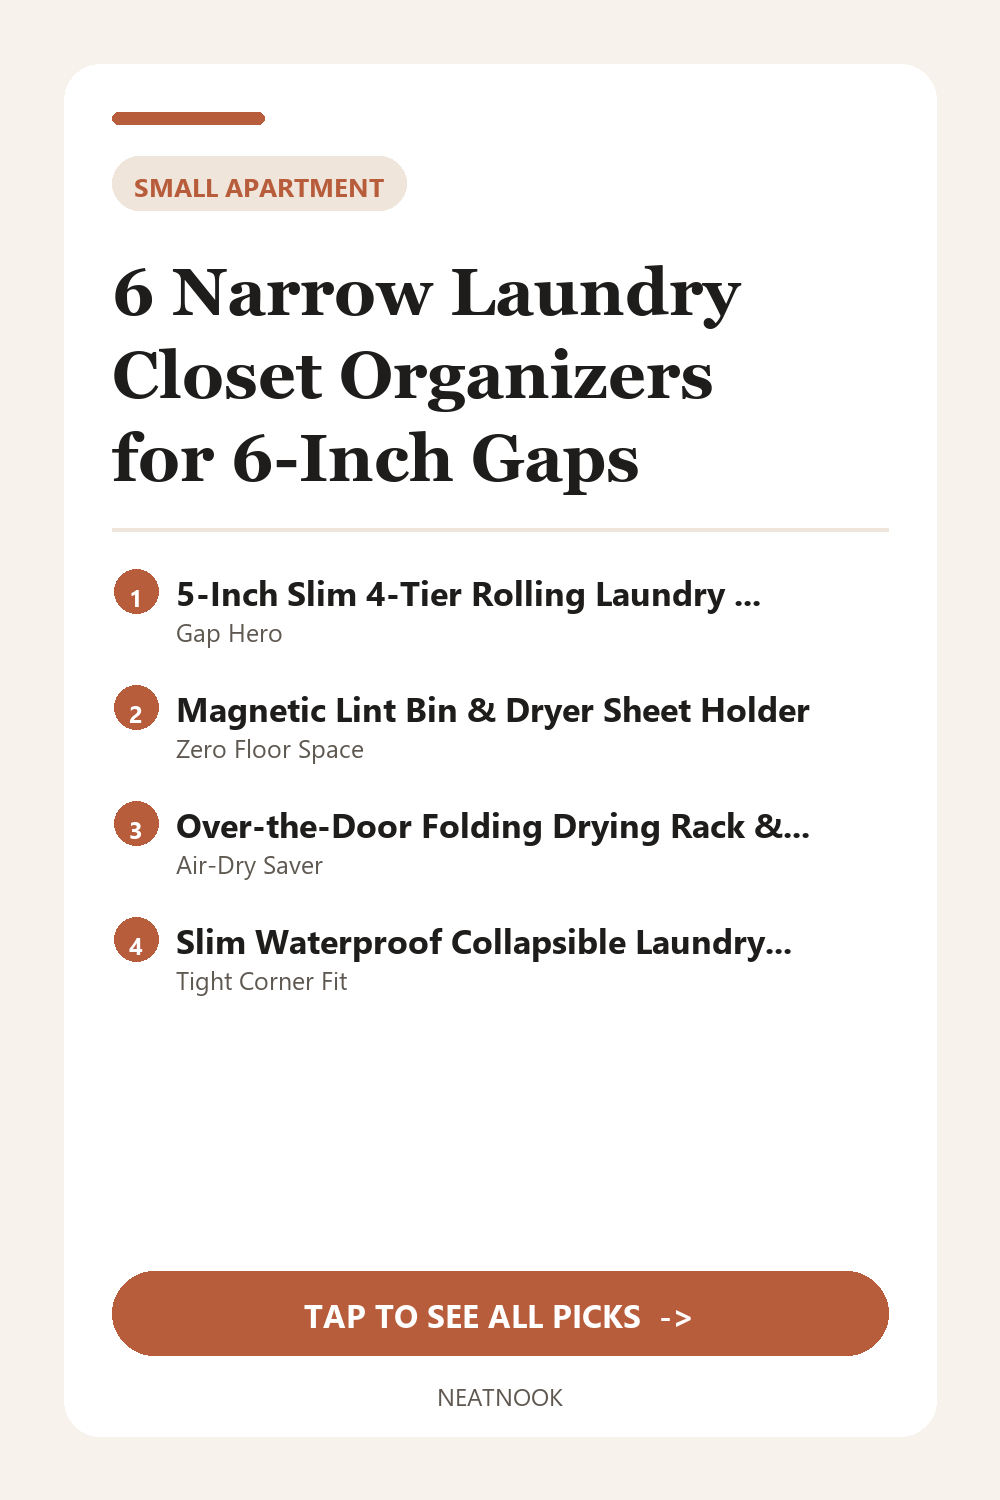 SMALL APARTMENT
6 Narrow Laundry
Closet Organizers
for 6-Inch Gaps
1 5-Inch Slim 4-Tier Rolling Laundry ...
Gap Hero
2 Magnetic Lint Bin & Dryer Sheet Holder
Zero Floor Space
3 Over-the-Door Folding Drying Rack &...
Air-Dry Saver
4 Slim Waterproof Collapsible Laundry...
Tight Corner Fit
TAP TO SEE ALL PICKS ->
NEATNOOK